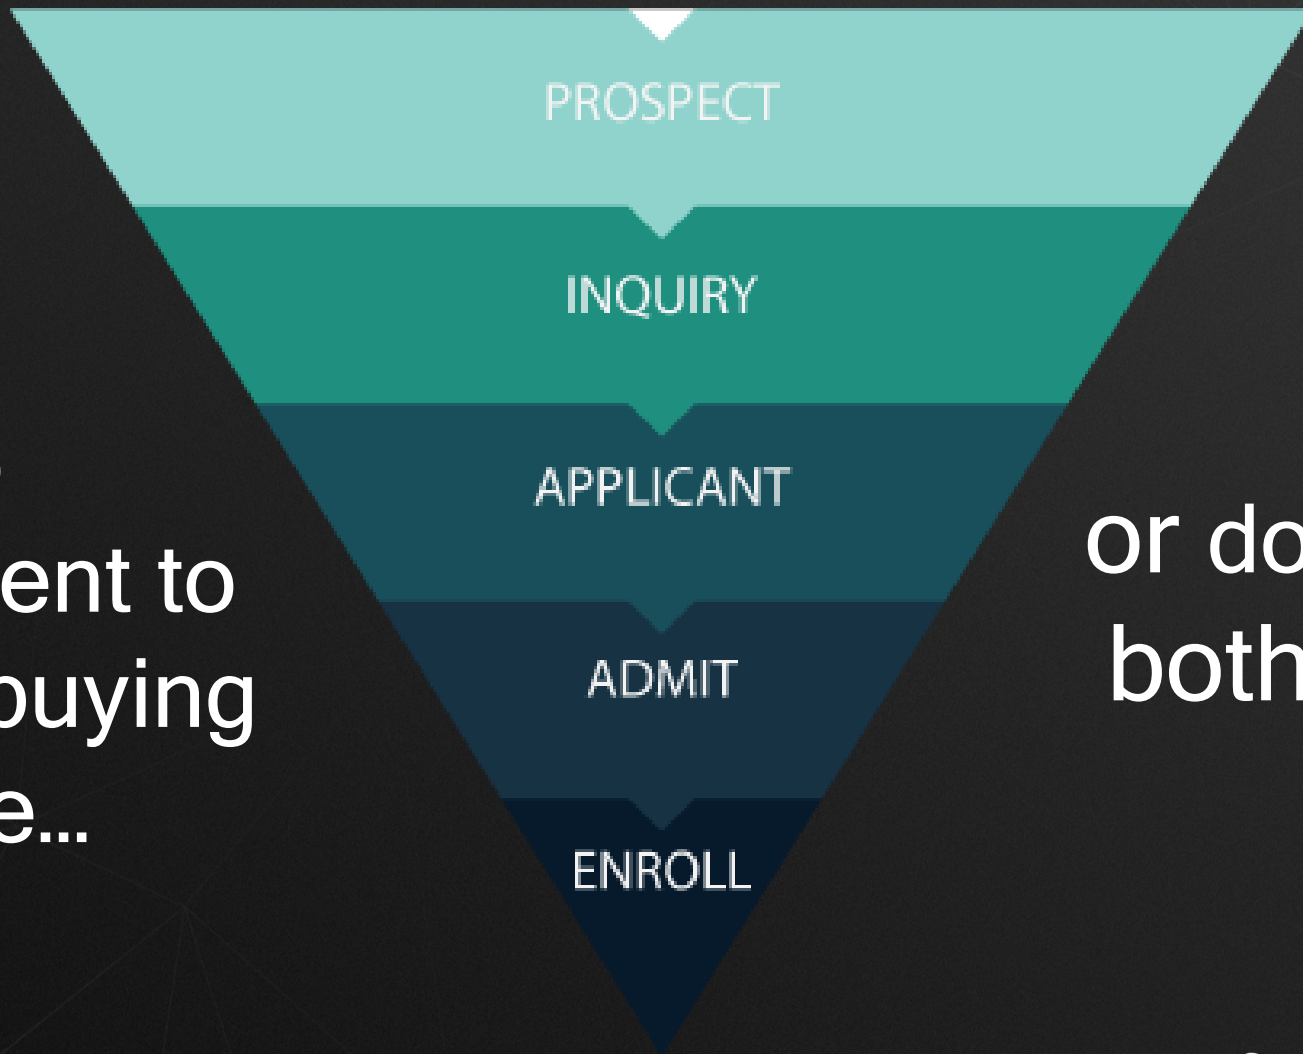 PROSPECT
INQUIRY
APPLICANT
ADMIT
ENROLL
ent to
buying
e...
or do
both